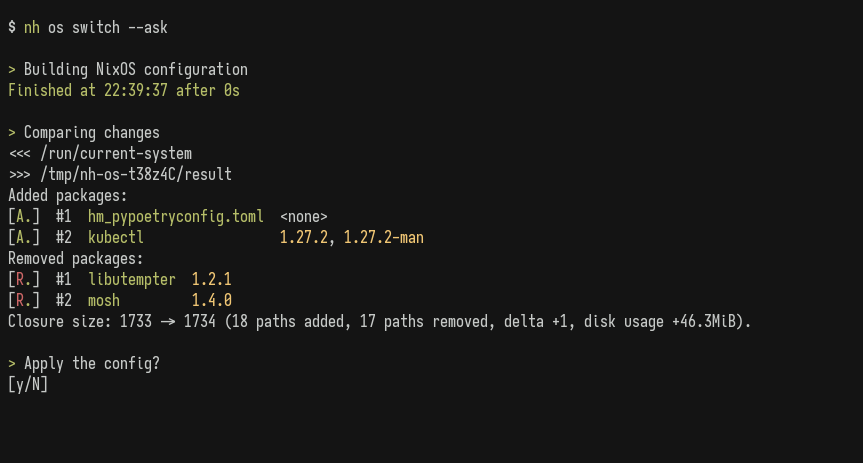 $ nh os switch --ask
> Building NixOS configuration
Finished at 22:39:37 after 0s
> Comparing changes
<<< /run/current-system
>>> /tmp/nh-os-t38z4C/result
Added packages:
[A.]  #1  hm_pypoetryconfig.toml  <none>
[A.]  #2  kubectl                 1.27.2, 1.27.2-man
Removed packages:
[R.]  #1  libutempter  1.2.1
[R.]  #2  mosh         1.4.0
Closure size: 1733 -> 1734 (18 paths added, 17 paths removed, delta +1, disk usage +46.3MiB).
> Apply the config?
[y/N]